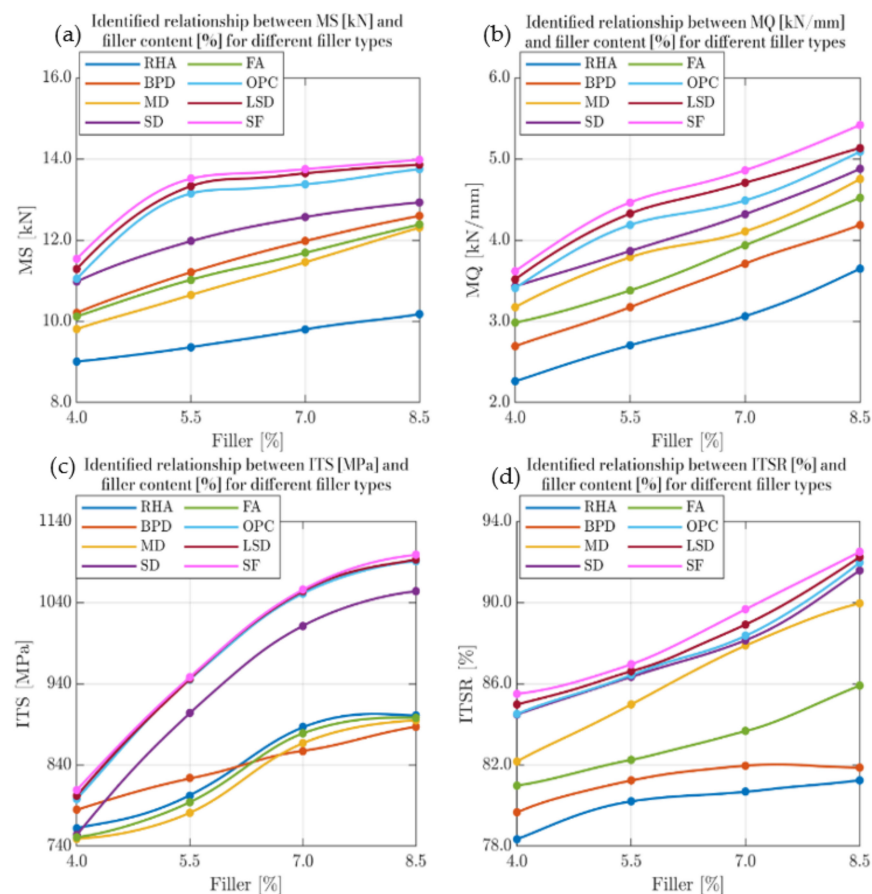 (a)
Identified relationship between MS [kN] and
filler content [%] for different filler types
RHA FA
BPD OPC
MD LSD
SD SF
16.0
14.0
12.0
10.0
8.0
MS [kN]
4.0 5.5 7.0 8.5
Filler [%]
(b)
Identified relationship between MQ [kN/mm]
and filler content [%] for different filler types
RHA FA
BPD OPC
MD LSD
SD SF
6.0
5.0
4.0
3.0
2.0
MQ [kN/mm]
4.0 5.5 7.0 8.5
Filler [%]
(c)
Identified relationship between ITS [MPa] and
filler content [%] for different filler types
RHA FA
BPD OPC
MD LSD
SD SF
1140
1040
940
840
740
ITS [MPa]
4.0 5.5 7.0 8.5
Filler [%]
(d)
Identified relationship between ITSR [%] and
filler content [%] for different filler types
RHA FA
BPD OPC
MD LSD
SD SF
94.0
90.0
86.0
82.0
78.0
ITSR [%]
4.0 5.5 7.0 8.5
Filler [%]